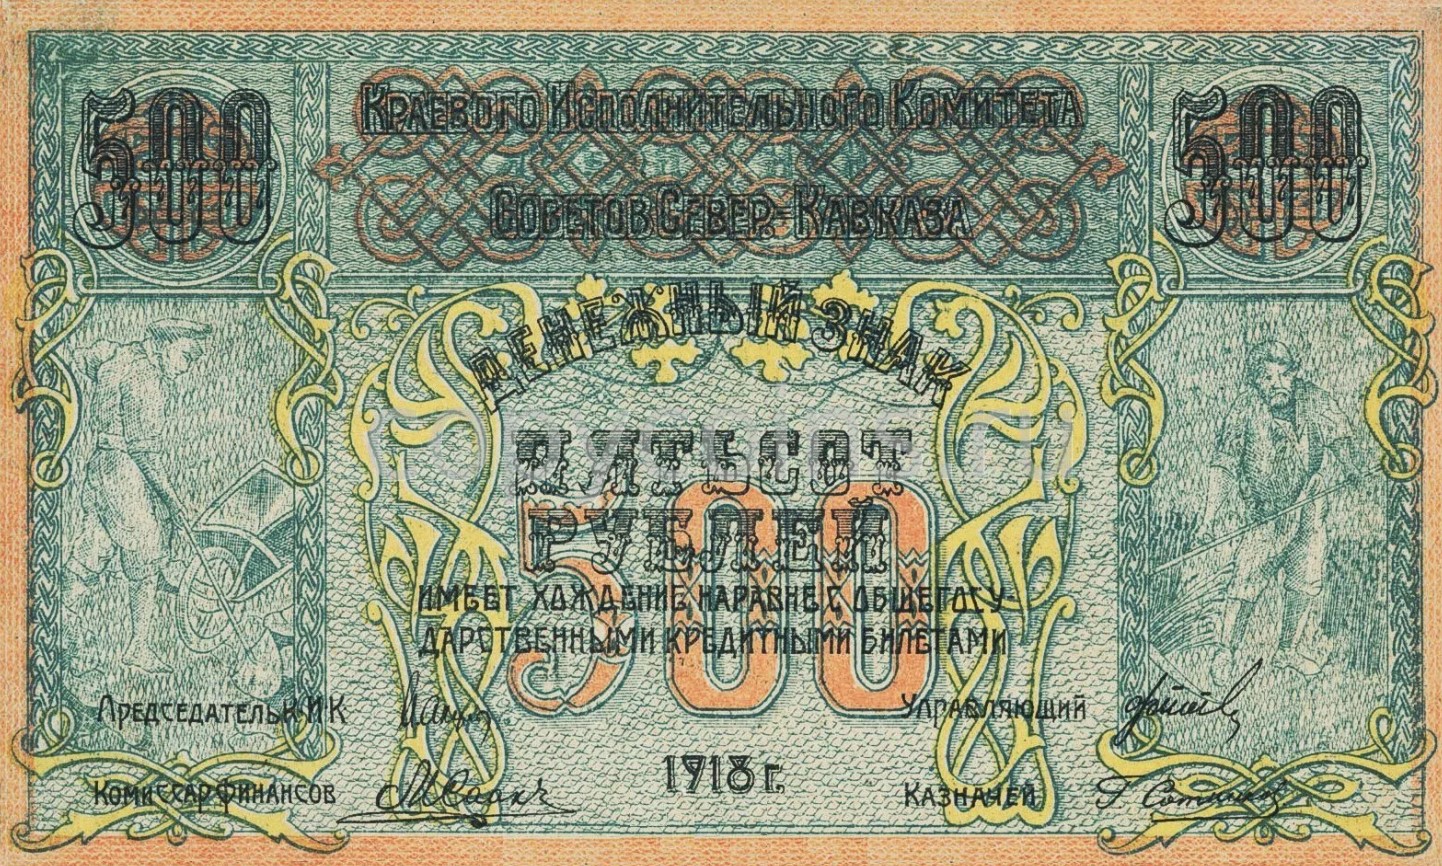 500 Краевого Исполнительного Комитета 500
Советов Север.-Кавказа
ДЕНЕЖНЫЙ ЗНАК
ПЯТЬСОТ
РУБЛЕЙ
500
ИМЕЕТ ХОЖДЕНИЕ НАРАВНЕ С ОБЩЕГОСУ-
ДАРСТВЕННЫМИ КРЕДИТНЫМИ БИЛЕТАМИ
Председатель К.И.К
Управляющий
1918 г.
Комиссар финансов
Казначей